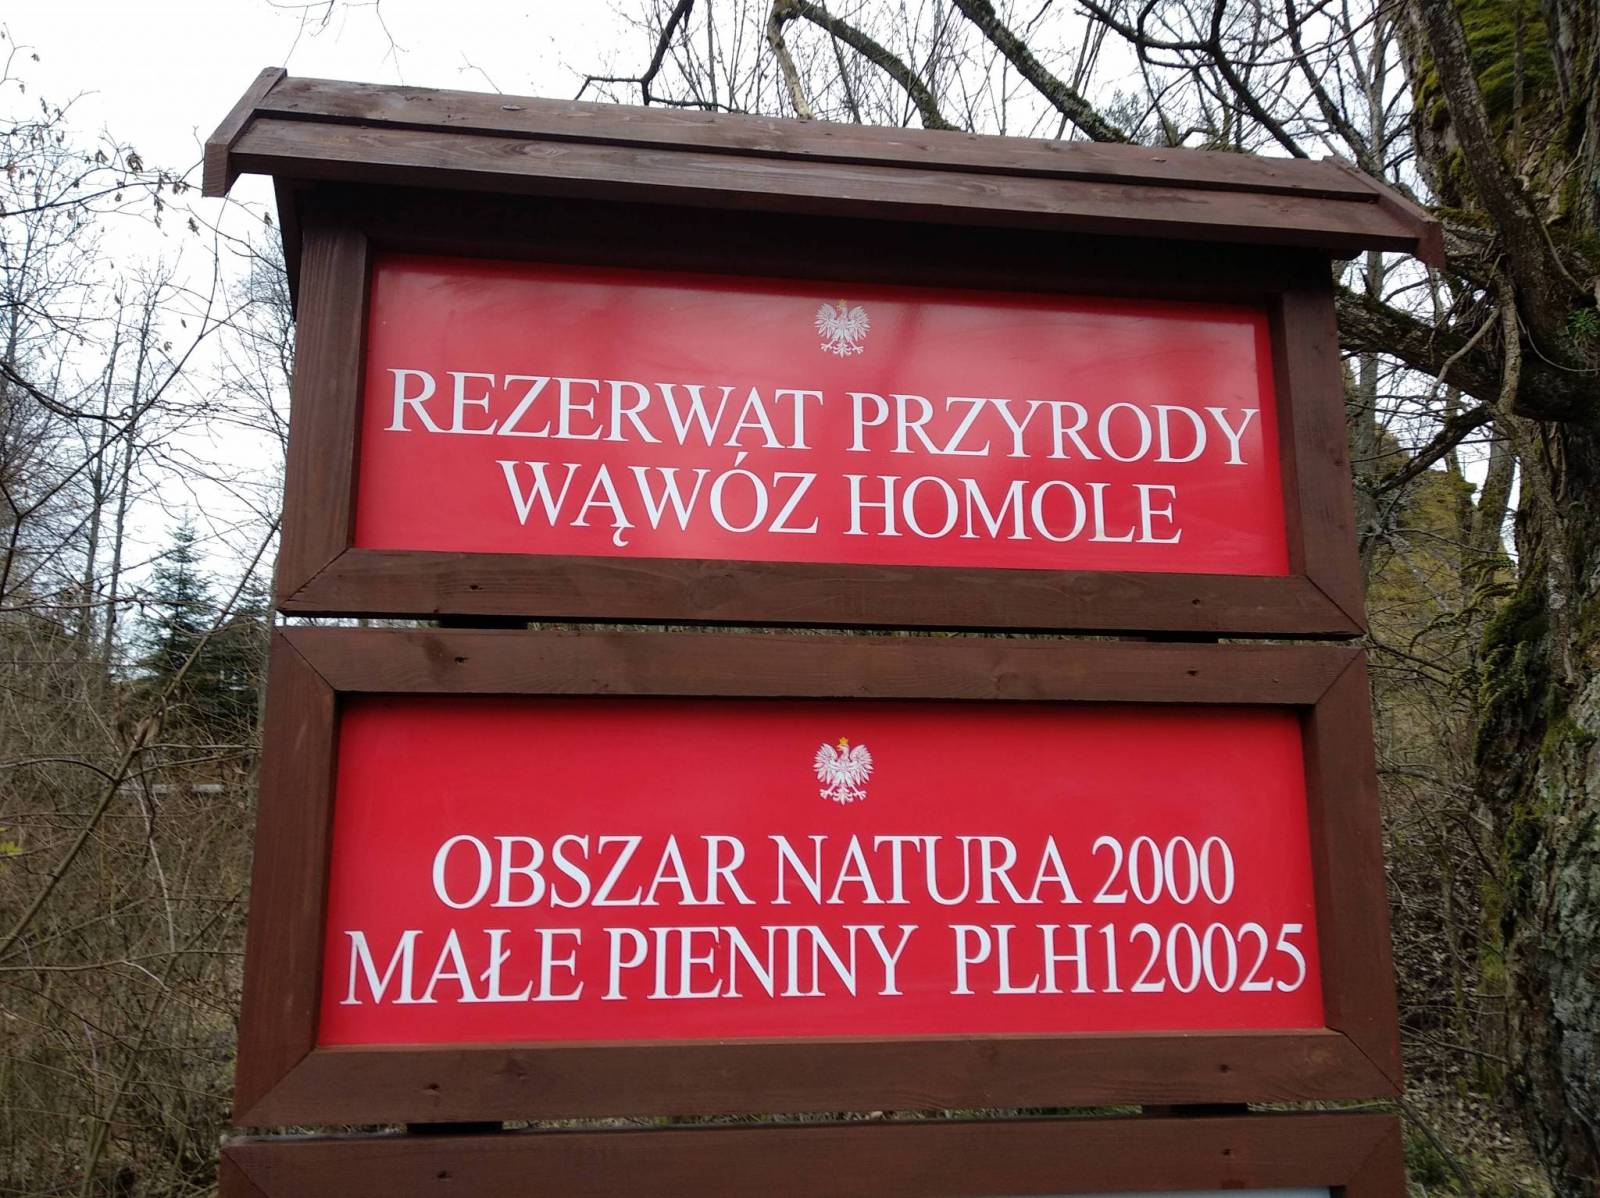 REZERWAT PRZYRODY
WĄWÓZ HOMOLE
OBSZAR NATURA 2000
MAŁE PIENINY PLH120025